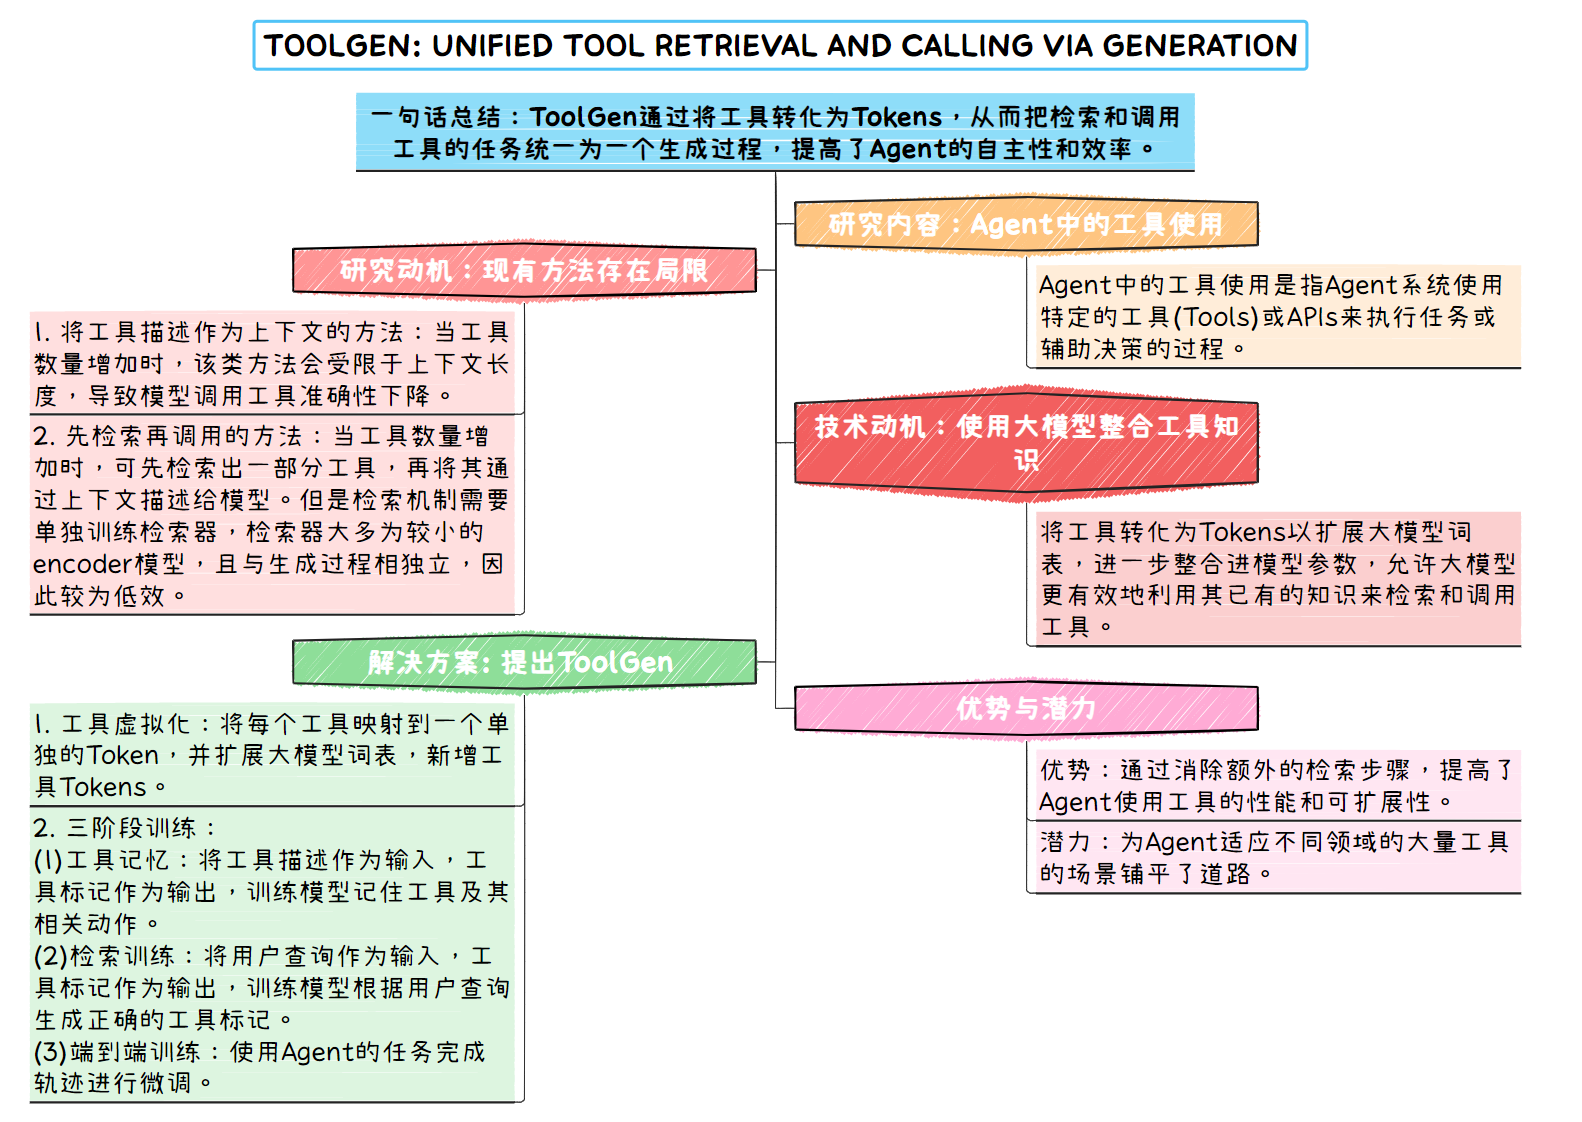 TOOLGEN: UNIFIED TOOL RETRIEVAL AND CALLING VIA GENERATION
一句话总结：ToolGen通过将工具转化为Tokens，从而把检索和调用
工具的任务统一为一个生成过程，提高了Agent的自主性和效率。
研究内容：Agent中的工具使用
Agent中的工具使用是指Agent系统使用
特定的工具(Tools)或APIs来执行任务或
辅助决策的过程。
研究动机：现有方法存在局限
1. 将工具描述作为上下文的方法：当工具
数量增加时，该类方法会受限于上下文长
度，导致模型调用工具准确性下降。
2. 先检索再调用的方法：当工具数量增
加时，可先检索出一部分工具，再将其通
过上下文描述给模型。但是检索机制需要
单独训练检索器，检索器大多为较小的
encoder模型，且与生成过程相独立，因
此较为低效。
技术动机：使用大模型整合工具知
识
将工具转化为Tokens以扩展大模型词
表，进一步整合进模型参数，允许大模型
更有效地利用其已有的知识来检索和调用
工具。
解决方案: 提出ToolGen
1. 工具虚拟化：将每个工具映射到一个单
独的Token，并扩展大模型词表，新增工
具Tokens。
2. 三阶段训练：
(1)工具记忆：将工具描述作为输入，工
具标记作为输出，训练模型记住工具及其
相关动作。
(2)检索训练：将用户查询作为输入，工
具标记作为输出，训练模型根据用户查询
生成正确的工具标记。
(3)端到端训练：使用Agent的任务完成
轨迹进行微调。
优势与潜力
优势：通过消除额外的检索步骤，提高了
Agent使用工具的性能和可扩展性。
潜力：为Agent适应不同领域的大量工具
的场景铺平了道路。